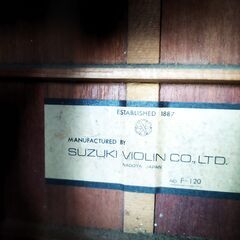 ESTABLISHED 1887
MANUFACTURED BY
SUZUKI VIOLIN CO., LTD.
NAGOYA JAPAN
NO. F-120